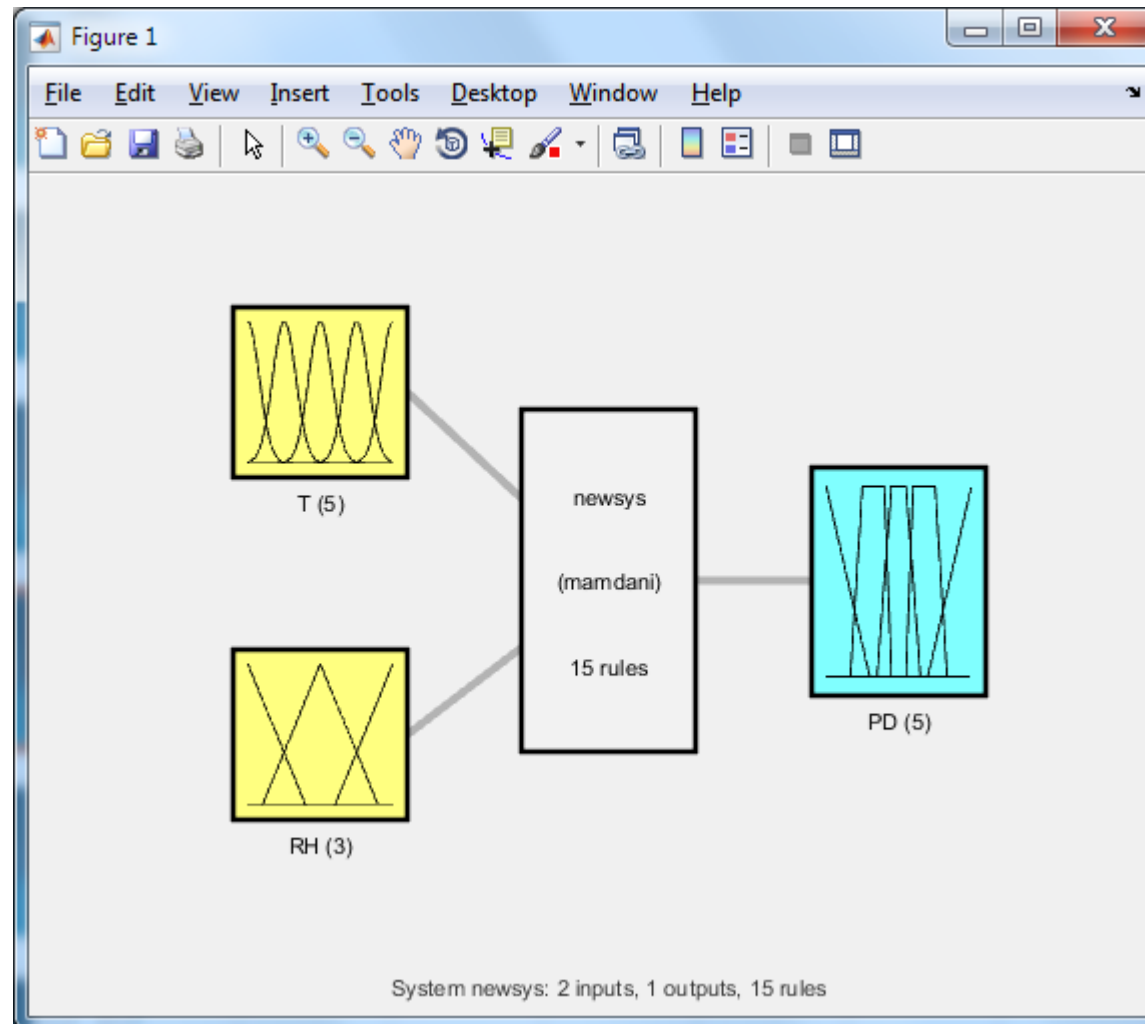 Figure 1
File Edit View Insert Tools Desktop Window Help
T (5)
newsys
(mamdani)
15 rules
PD (5)
RH (3)
System newsys: 2 inputs, 1 outputs, 15 rules